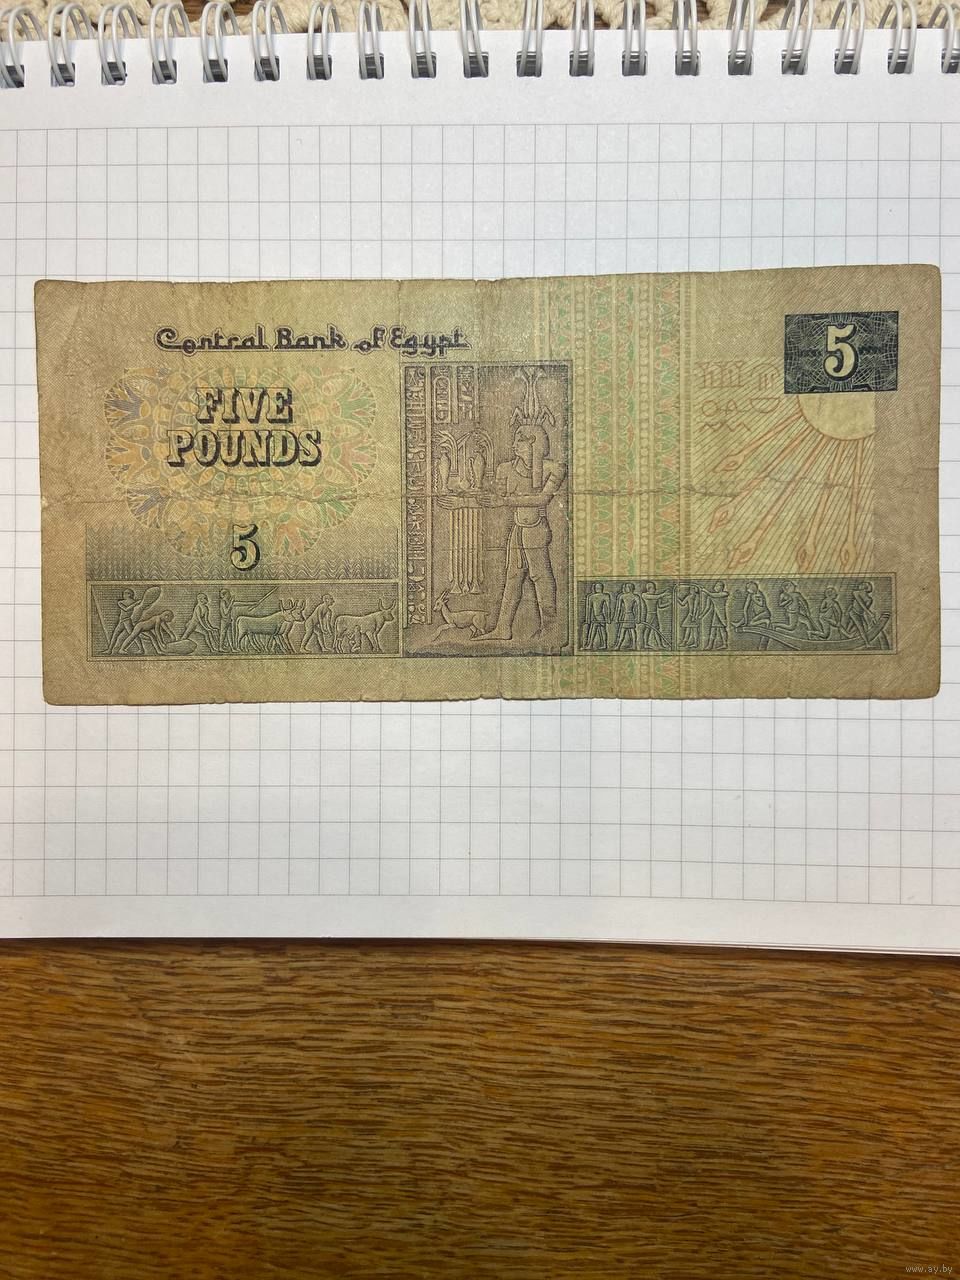 Central Bank of Egypt
5
FIVE
POUNDS
5
www.ay.by